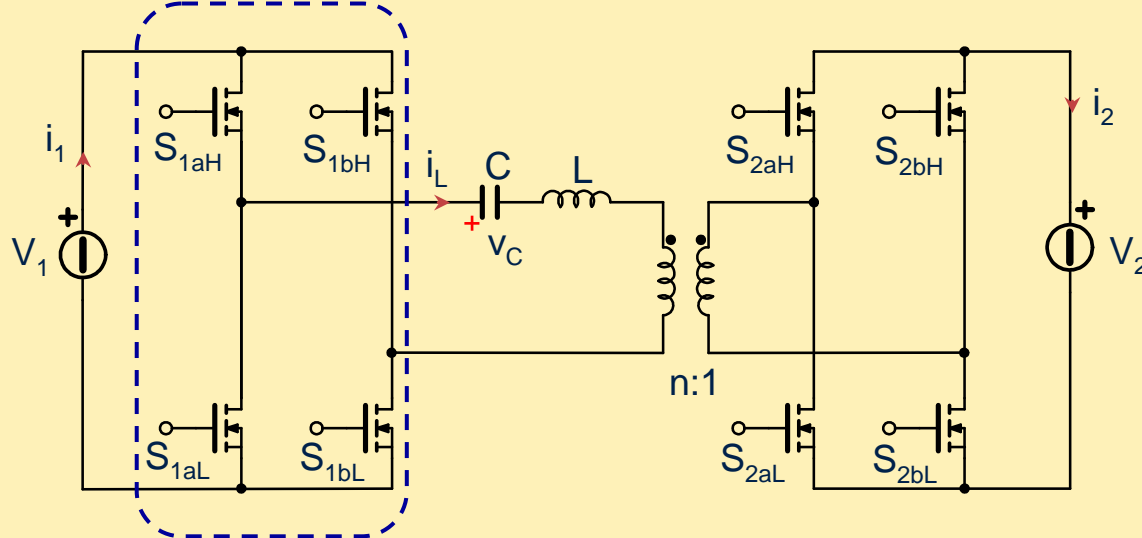 S1aH
S1bH
i1
iL
C
L
S2aH
S2bH
i2
+
V1
+
vC
+
V2
n:1
S1aL
S1bL
S2aL
S2bL